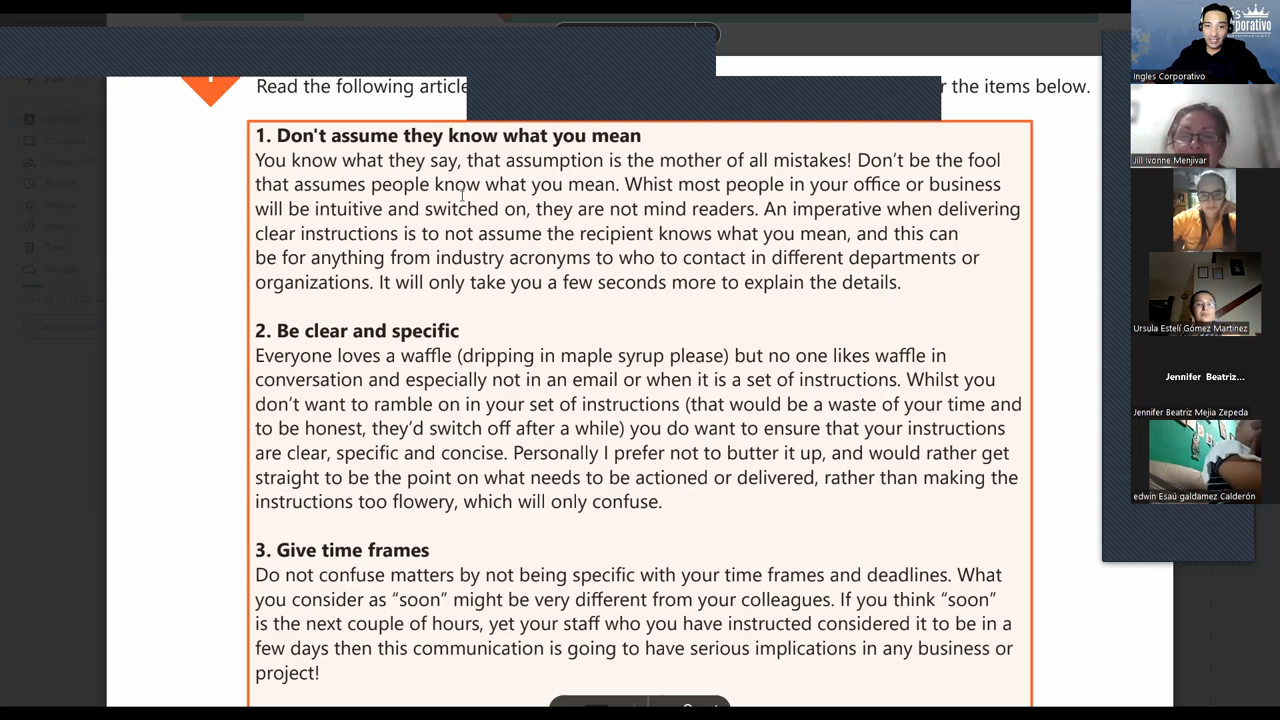 Read the following article
r the items below.
1. Don't assume they know what you mean
You know what they say, that assumption is the mother of all mistakes! Don't be the fool
that assumes people know what you mean. Whist most people in your office or business
will be intuitive and switched on, they are not mind readers. An imperative when delivering
clear instructions is to not assume the recipient knows what you mean, and this can
be for anything from industry acronyms to who to contact in different departments or
organizations. It will only take you a few seconds more to explain the details.
2. Be clear and specific
Everyone loves a waffle (dripping in maple syrup please) but no one likes waffle in
conversation and especially not in an email or when it is a set of instructions. Whilst you
don't want to ramble on in your set of instructions (that would be a waste of your time and
to be honest, they'd switch off after a while) you do want to ensure that your instructions
are clear, specific and concise. Personally I prefer not to butter it up, and would rather get
straight to be the point on what needs to be actioned or delivered, rather than making the
instructions too flowery, which will only confuse.
3. Give time frames
Do not confuse matters by not being specific with your time frames and deadlines. What
you consider as “soon” might be very different from your colleagues. If you think “soon”
is the next couple of hours, yet your staff who you have instructed considered it to be in a
few days then this communication is going to have serious implications in any business or
project!
Ingles Corporativo
Jill Ivonne Menjivar
Ursula Estelí Gómez Martinez
Jennifer Beatriz...
Jennifer Beatriz Mejia Zepeda
edwin Esaú galdamez Calderón